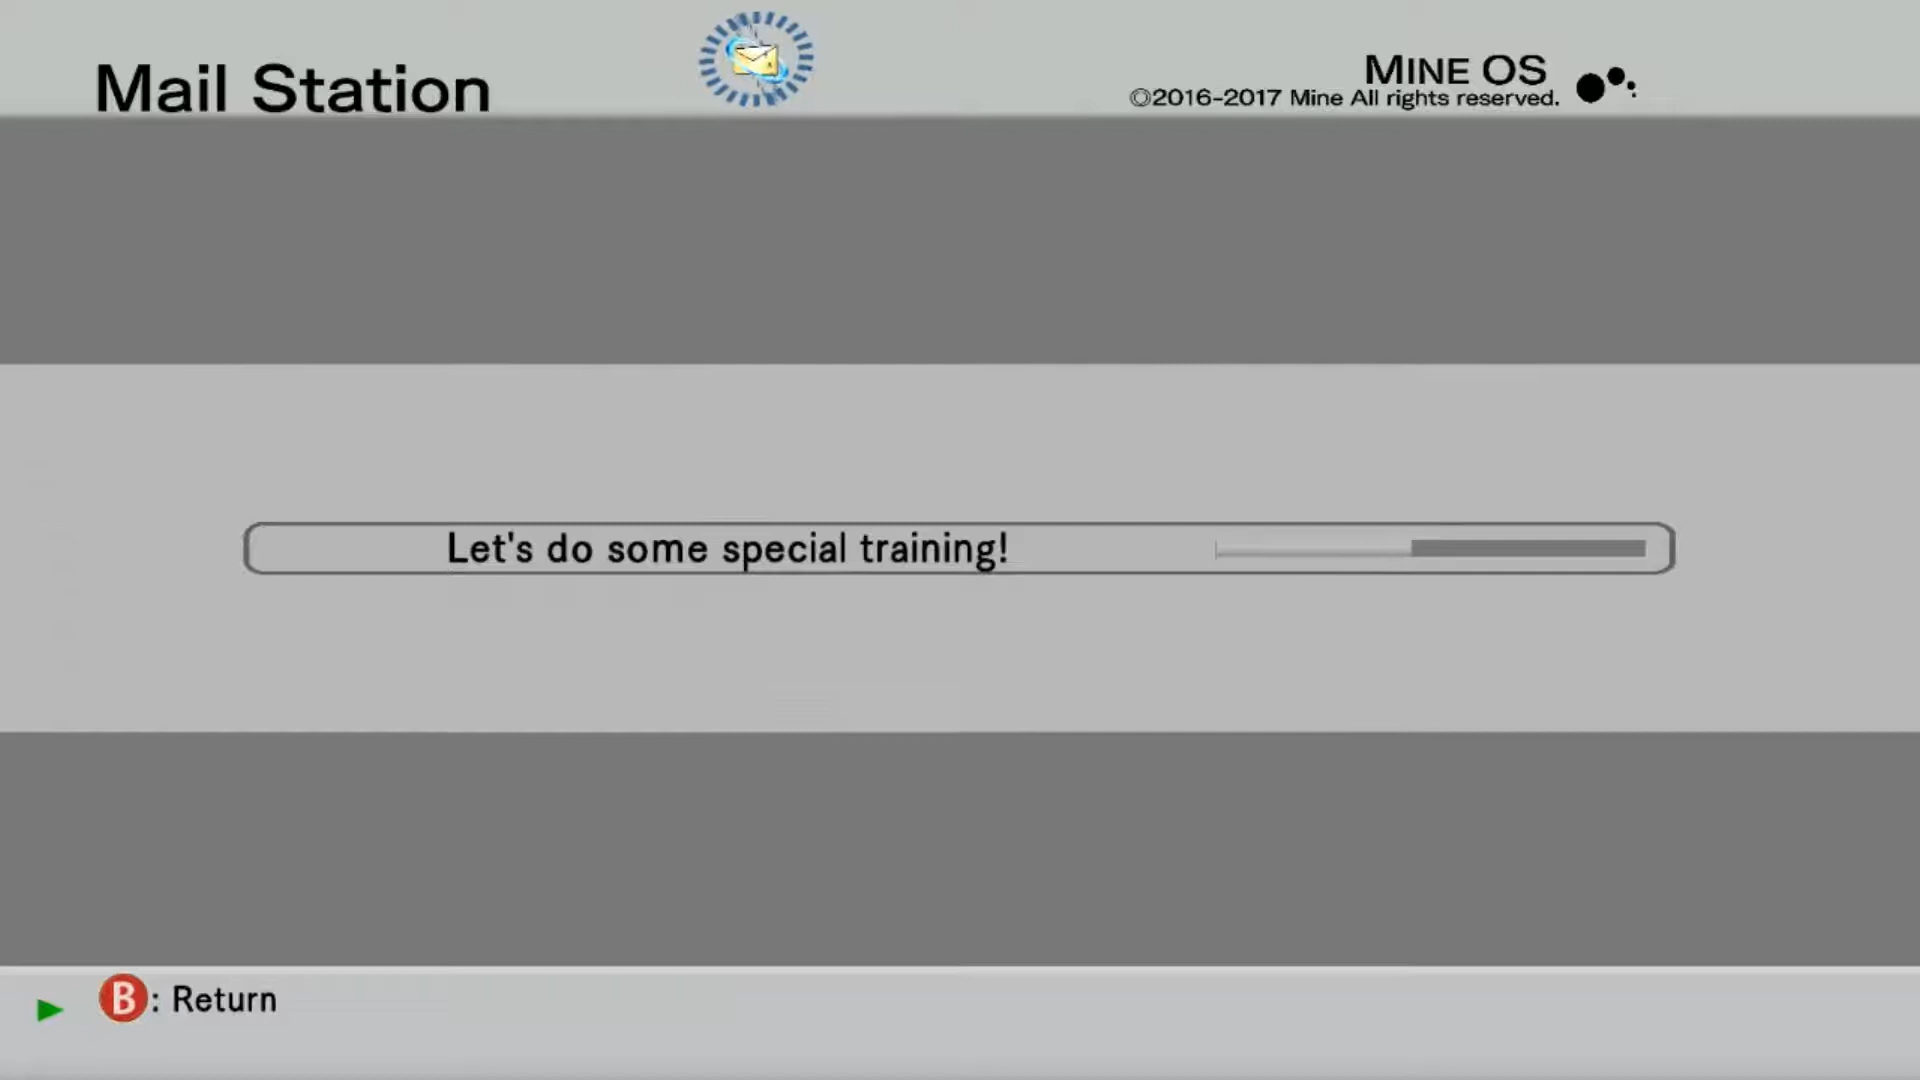 Mail Station
MINE OS
©2016-2017 Mine All rights reserved.
Let's do some special training!
B: Return